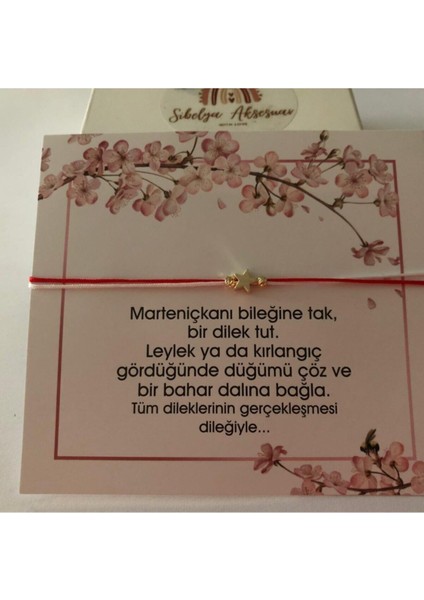 Sibelya Aksesuar
Marteniçkanı bileğine tak,
bir dilek tut.
Leylek ya da kırlangıç
gördüğünde düğümü çöz ve
bir bahar dalına bağla.
Tüm dileklerinin gerçekleşmesi
dileğiyle...